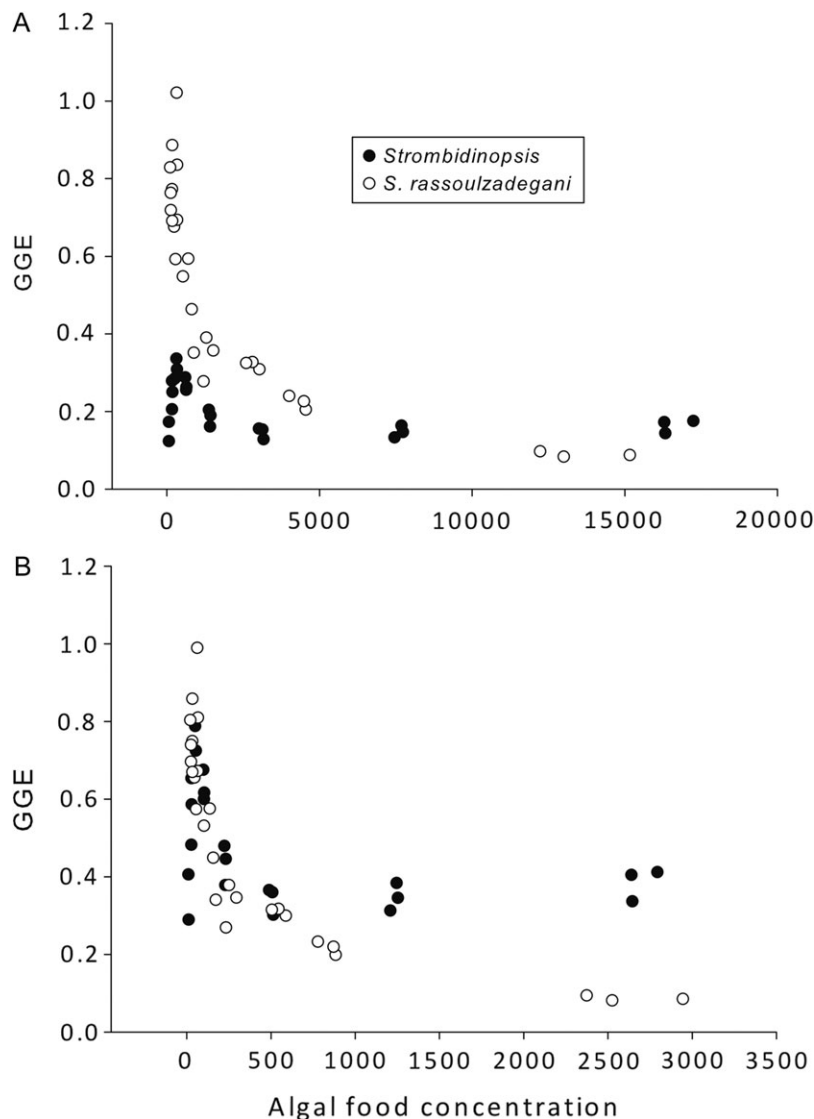 A
1.2
1.0
0.8
0.6
0.4
0.2
0.0
GGE
Strombidinopsis
S. rassoulzadegani
0 5000 10000 15000 20000
B
1.2
1.0
0.8
0.6
0.4
0.2
0.0
GGE
0 500 1000 1500 2000 2500 3000 3500
Algal food concentration